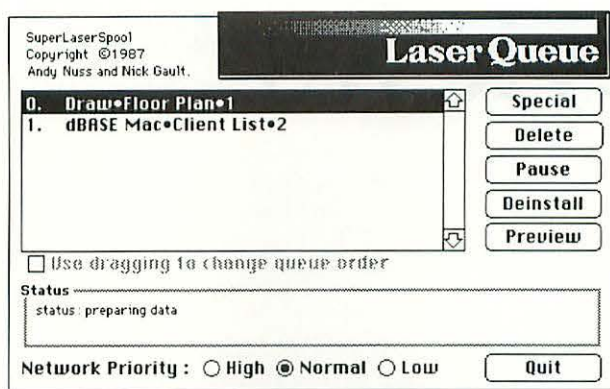 SuperLaserSpool
Copyright ©1987
Andy Nuss and Nick Gault.
Laser Queue
0. Draw•Floor Plan•1
1. dBASE Mac•Client List•2
Special
Delete
Pause
Deinstall
Preview
Use dragging to change queue order
Status
status: preparing data
Network Priority : High Normal Low
Quit